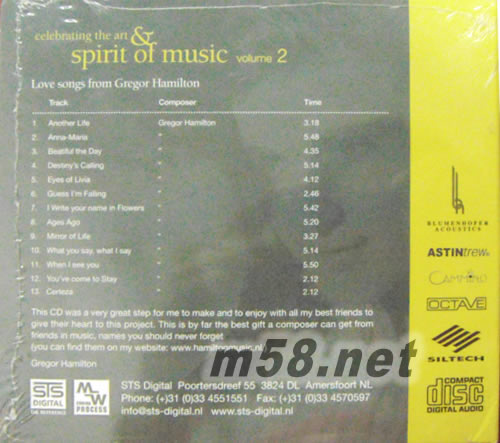 celebrating the art &
spirit of music volume 2
Love songs from Gregor Hamilton
Track Composer Time
1. Another Life Gregor Hamilton 3.18
2. Anna-Maria " 5.48
3. Beatiful the Day " 4.35
4. Destiny's Calling " 5.14
5. Eyes of Livia " 4.12
6. Guess I'm Falling " 2.46
7. I Write your name in Flowers " 5.42
8. Ages Ago " 5.20
9. Mirror of Life " 3.27
10. What you say, what I say " 5.14
11. When I see you " 5.50
12. You've come to Stay " 2.12
13. Certeza " 2.12
This CD was a very great step for me to make and to enjoy with all my best friends to
give their heart to this project. This is by far the best gift a composer can get from
friends in music, names you should never forget
(you can find them on my website: www.hamiltonmusic.nl
Gregor Hamilton
m58.net
STS
DIGITAL
THE REFERENCE
MW
PROCESS
STS Digital Poortersdreef 55 3824 DL Amersfoort NL
Phone: (+31) (0)33 4551551 Fax: (+31) (0)33 4570597
info@sts-digital.nl www.sts-digital.nl
BLUMENHOFER
ACOUSTICS
ASTINtrew
CAMMINO
OCTAVE
SILTECH
COMPACT
disc
DIGITAL AUDIO